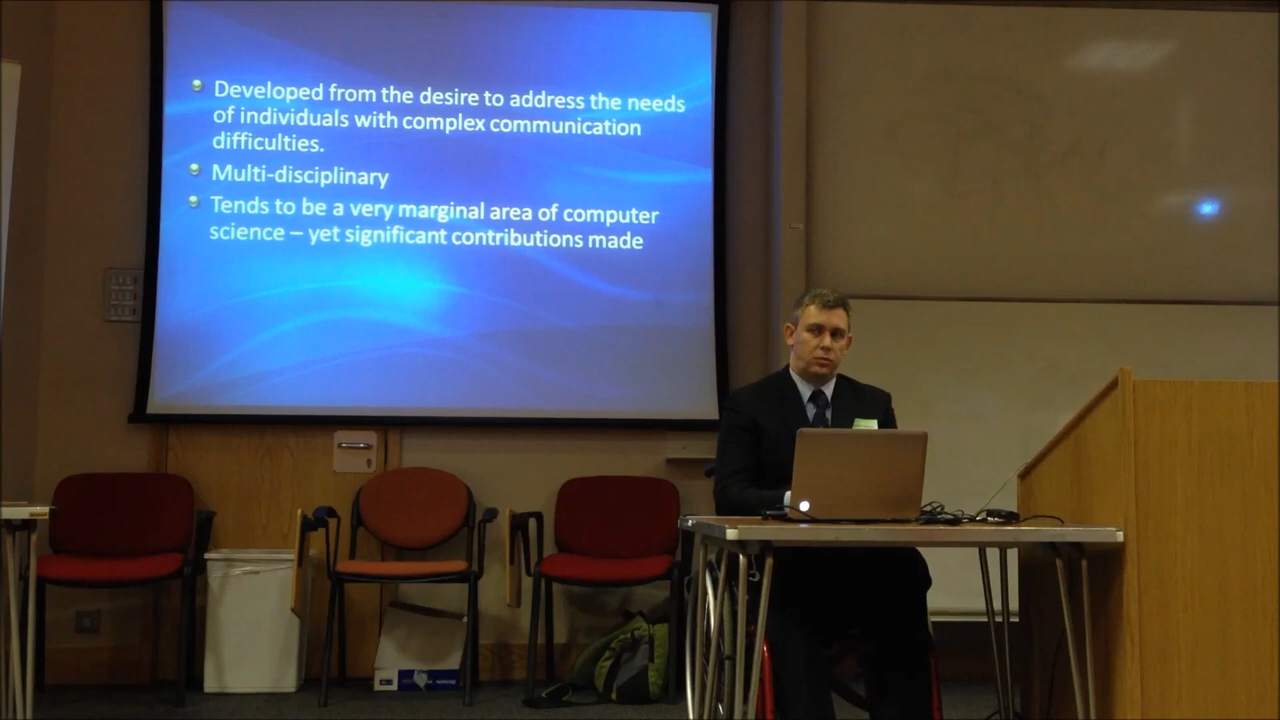 Developed from the desire to address the needs
of individuals with complex communication
difficulties.
Multi-disciplinary
Tends to be a very marginal area of computer
science – yet significant contributions made